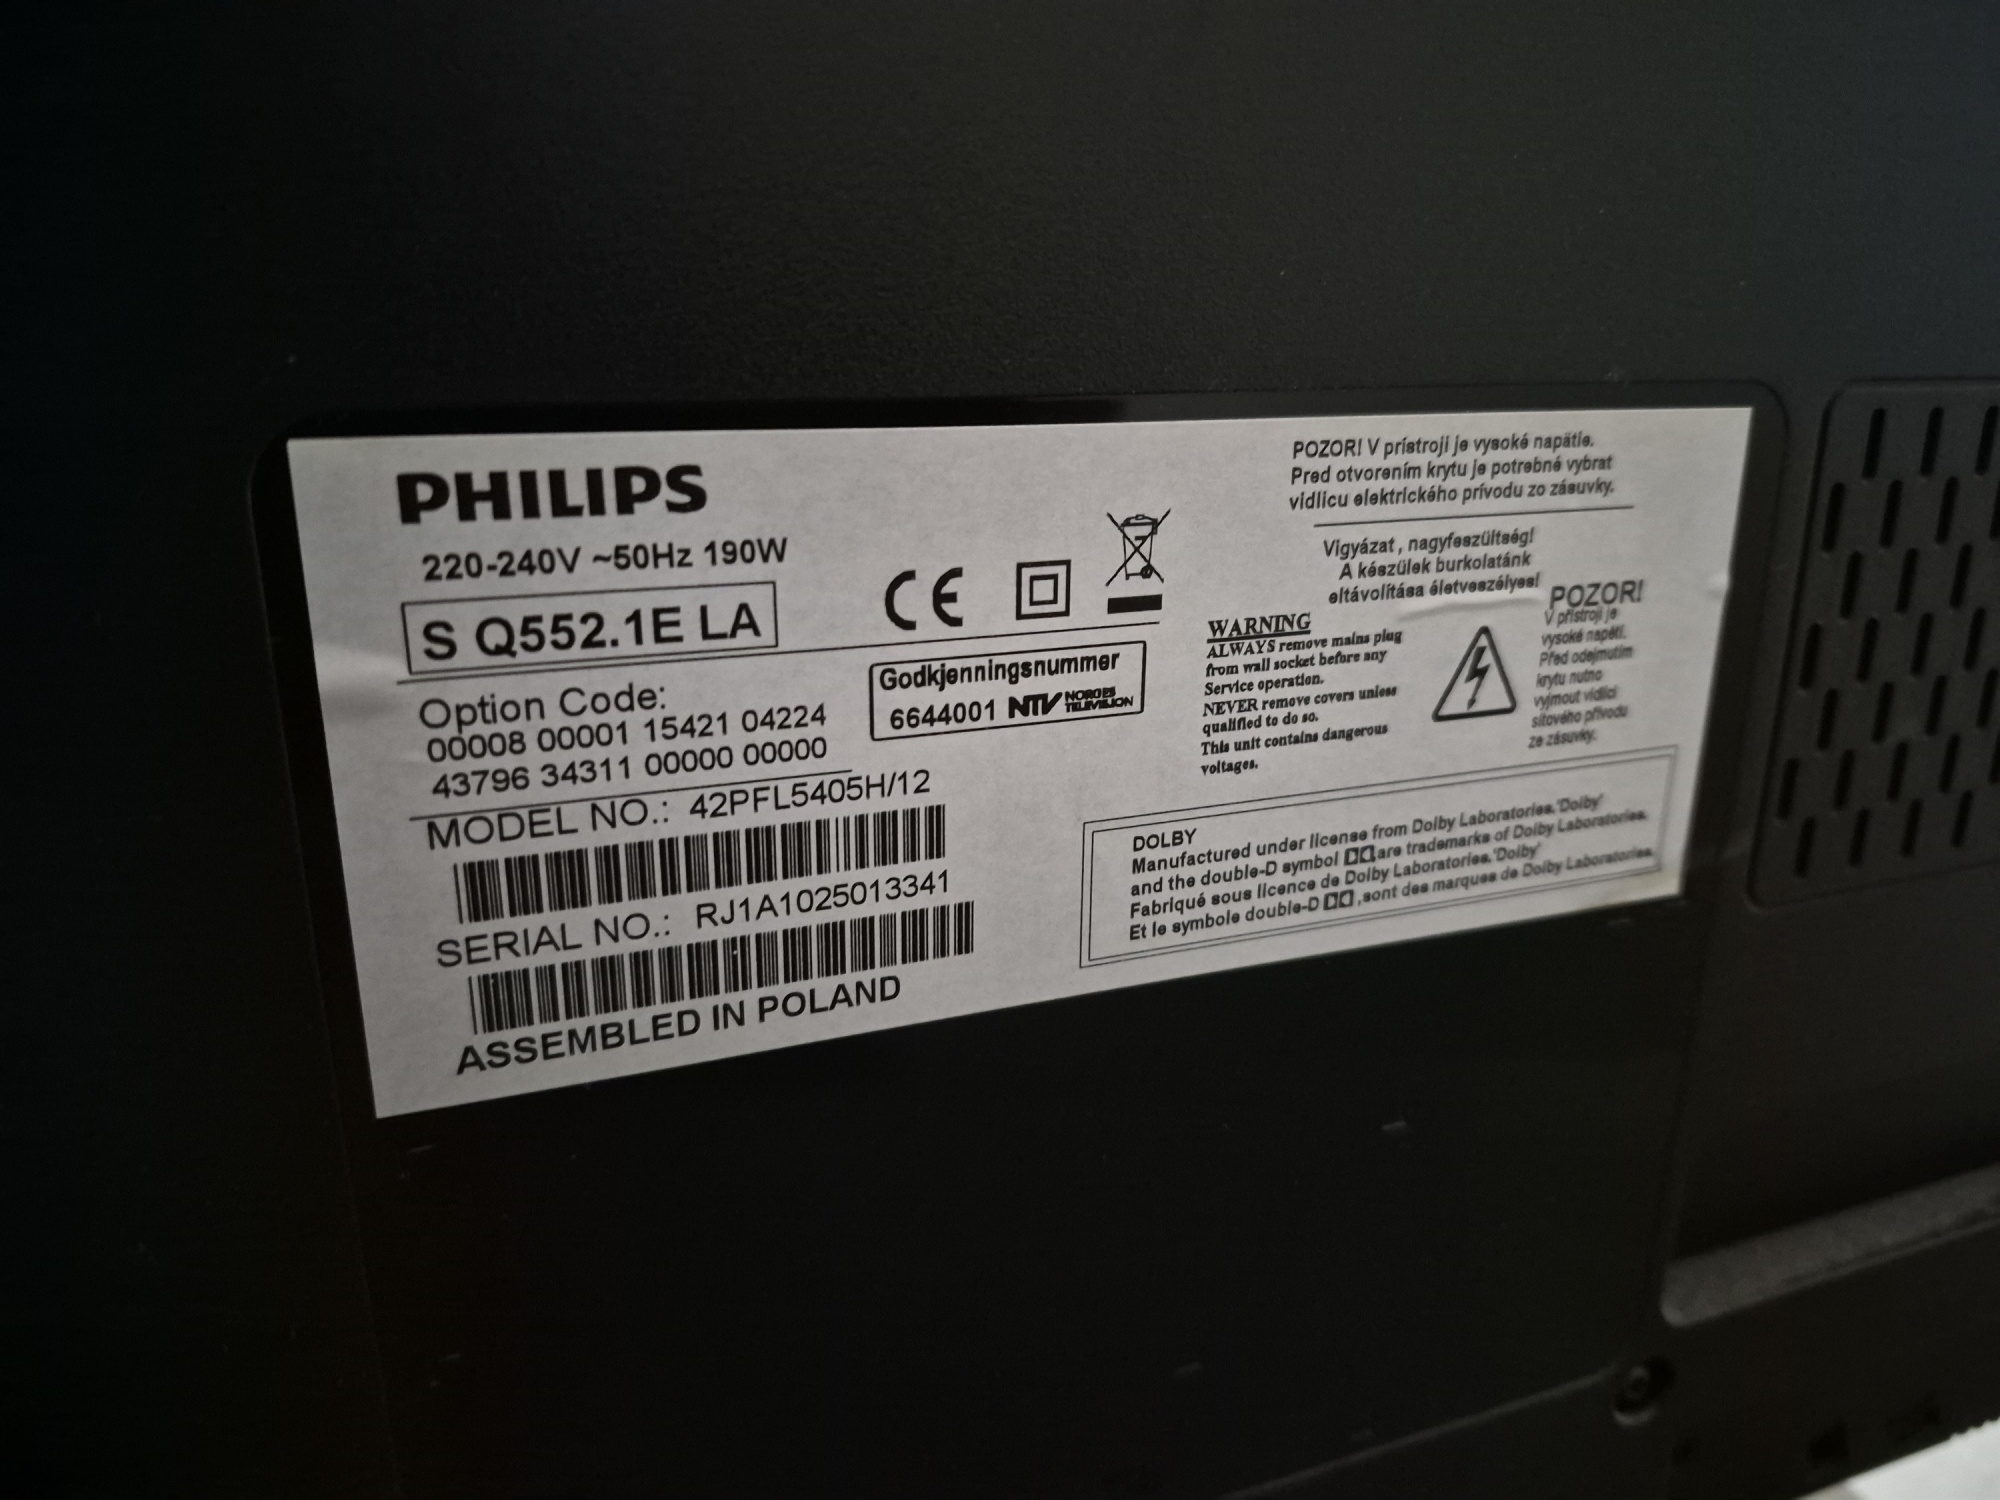 PHILIPS
220-240V ~50Hz 190W
S Q552.1E LA
Option Code:
00008 00001 15421 04224
43796 34311 00000 00000
MODEL NO.: 42PFL5405H/12
SERIAL NO.: RJ1A1025013341
ASSEMBLED IN POLAND
CE
Godkjenningsnummer
6644001 NTV NORGES
TELEVISJON
POZOR! V prístroji je vysoké napätie.
Pred otvorením krytu je potrebné vybrat
vidlicu elektrického prívodu zo zásuvky.
Vigyázat, nagyfeszültség!
A készülek burkolatánk
eltávolítása életveszélyes!
WARNING
ALWAYS remove mains plug
from wall socket before any
Service operation.
NEVER remove covers unless
qualified to do so.
This unit contains dangerous
voltages.
POZOR!
V přístroji je
vysoké napětí.
Před odejmutím
krytu nutno
vyjmout vidlici
síťového přívodu
ze zásuvky.
DOLBY
Manufactured under license from Dolby Laboratories.'Dolby'
and the double-D symbol are trademarks of Dolby Laboratories.
Fabriqué sous licence de Dolby Laboratories.'Dolby'
Et le symbole double-D ,sont des marques de Dolby Laboratories.